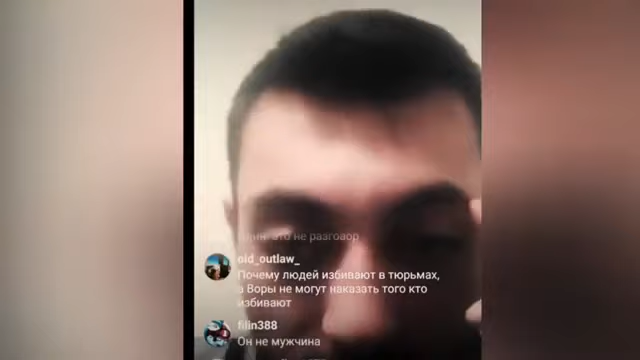 это не разговор
old_outlaw_
Почему людей избивают в тюрьмах,
а Воры не могут наказать того кто
избивают
filin388
Он не мужчина